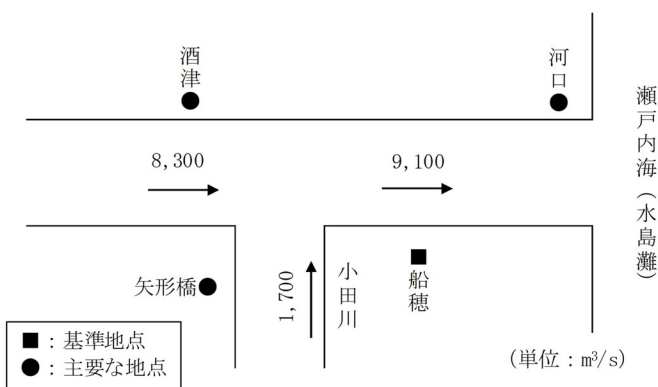 酒津
河口
瀬戸内海(水島灘)
8,300
9,100
矢形橋
1,700
小田川
船穂
■:基準地点
●:主要な地点
(単位:m³/s)